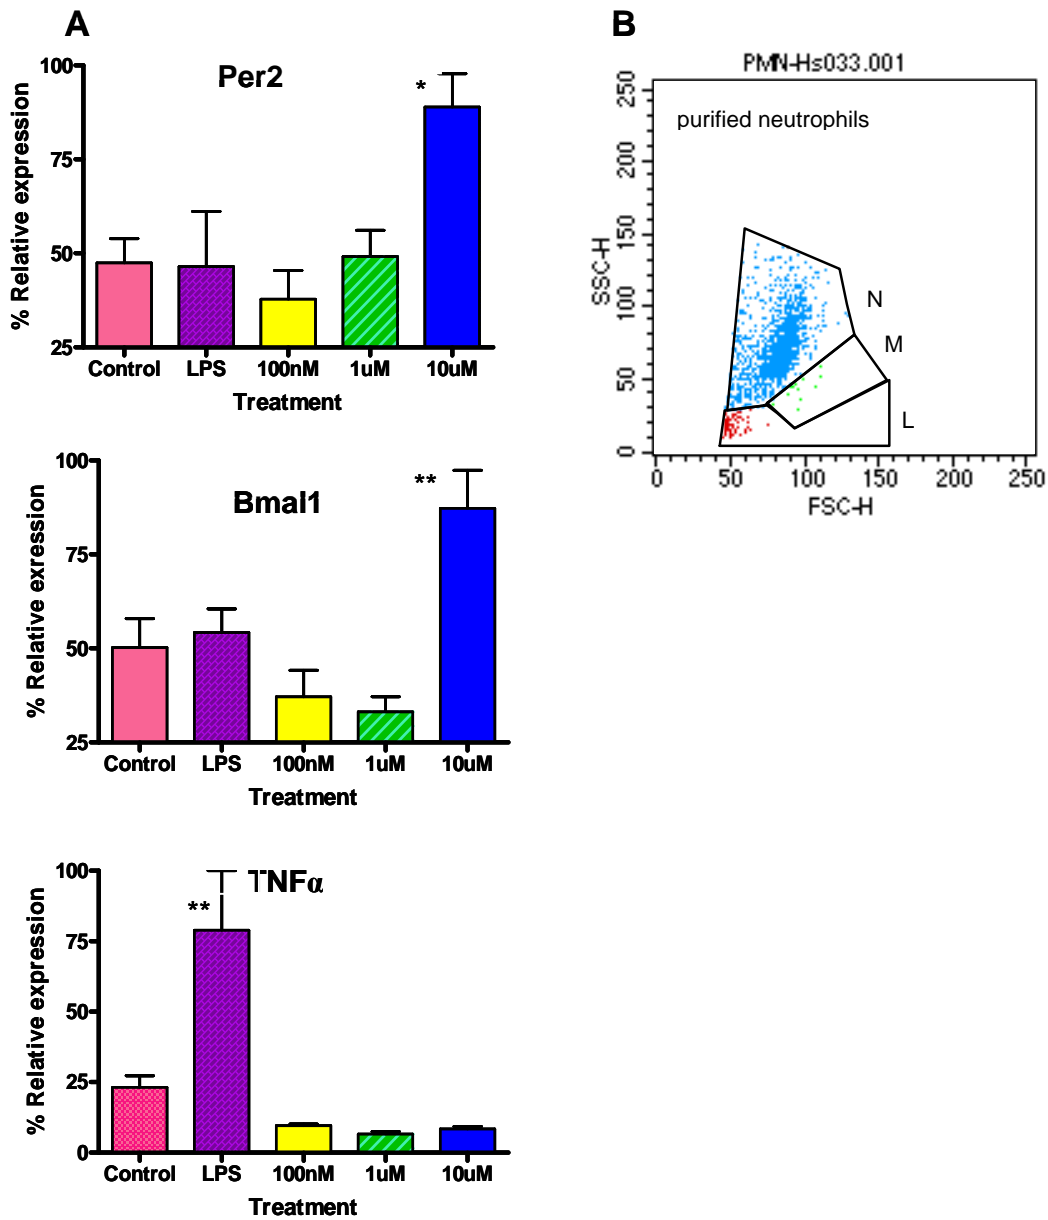 A
Per2
% Relative expression
100
75
50
25
*
Control LPS 100nM 1uM 10uM
Treatment
Bmal1
% Relative exression
100
75
50
25
**
Control LPS 100nM 1uM 10uM
Treatment
TNFα
% Relative expression
100
75
50
25
0
**
Control LPS 100nM 1uM 10uM
Treatment
B
PMN-Hs033.001
purified neutrophils
SSC-H
250
200
150
100
50
0
N
M
L
0 50 100 150 200 250
FSC-H